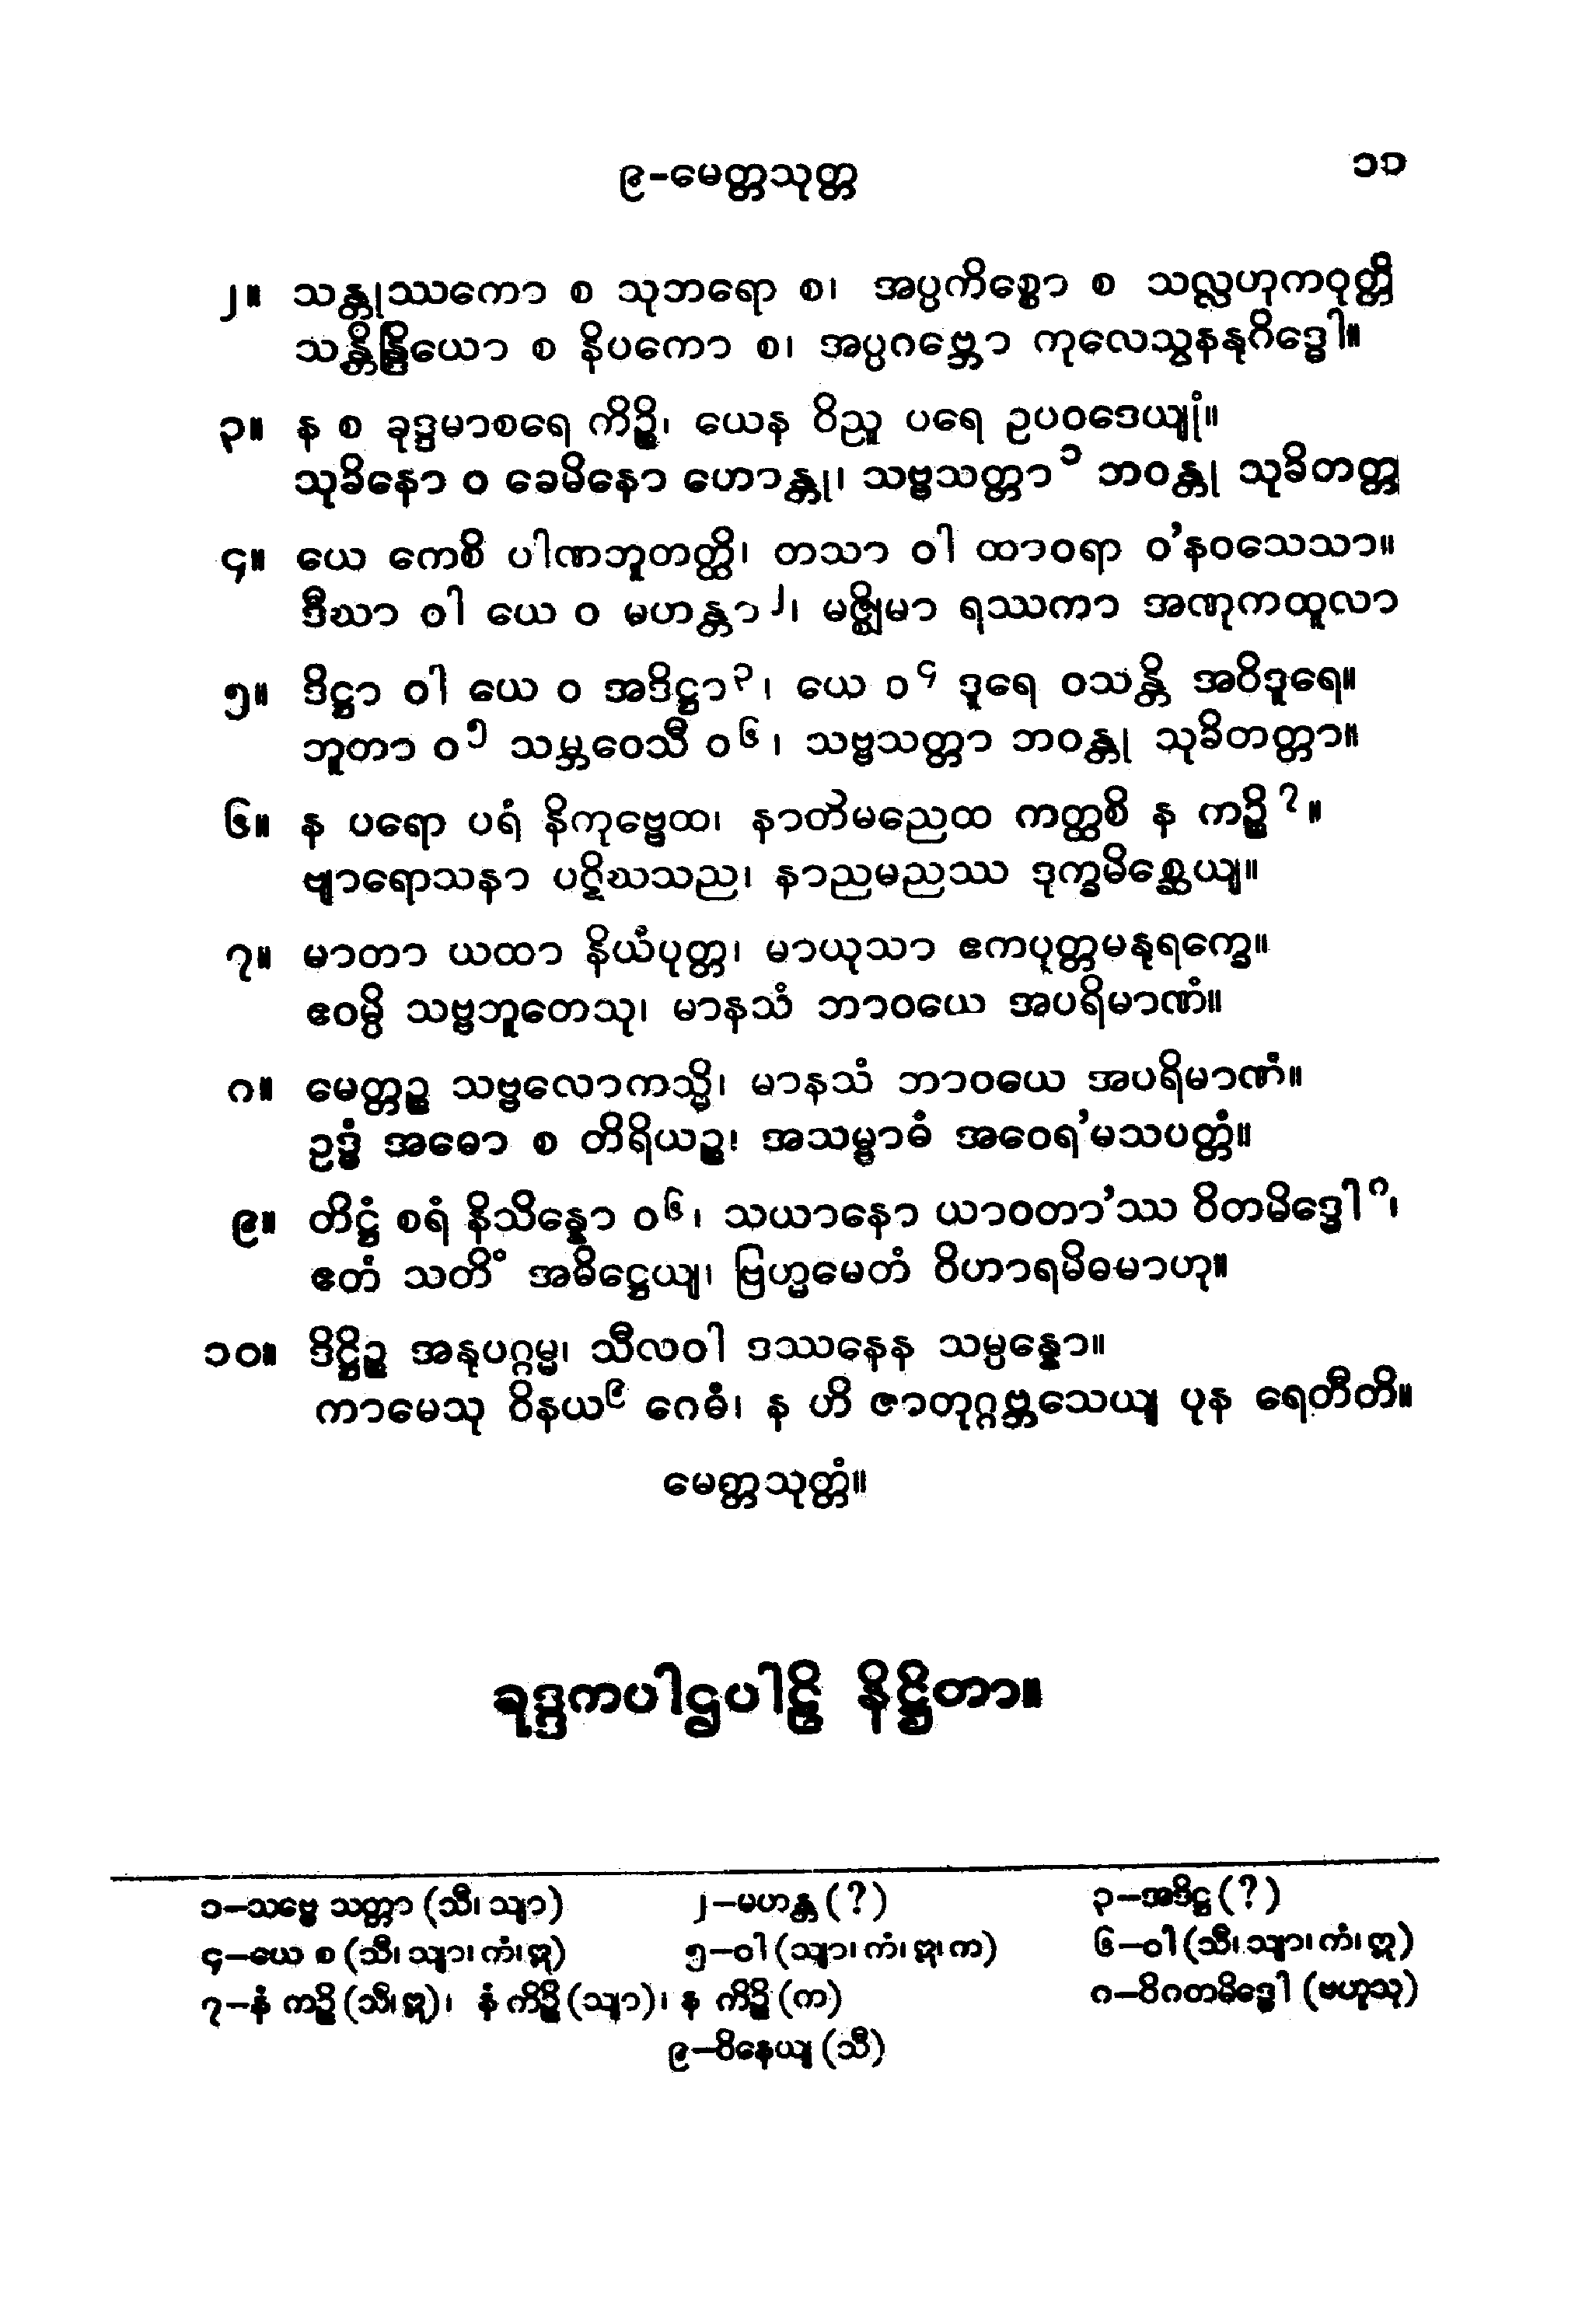 ၉-မေတ္တသုတ္တ ၁၁
၂။ သန္တုဿကော စ သုဘရော စ၊ အပ္ပကိစ္စော စ သလ္လဟုကဝုတ္တိ
သန္တိန္ဒြိယော စ နိပကော စ၊ အပ္ပဂဗ္ဘော ကုလေသွနနုဂိဒ္ဓေါ။
၃။ န စ ခုဒ္ဒမာစရေ ကိဉ္စိ၊ ယေန ဝိညူ ပရေ ဥပဝဒေယျုံ။
သုခိနော ဝ ခေမိနော ဟောန္တု၊ သဗ္ဗသတ္တာ၁ ဘဝန္တု သုခိတတ္တ
၄။ ယေ ကေစိ ပါဏဘူတတ္ထိ၊ တသာ ဝါ ထာဝရာ ဝ’နဝသေသာ။
ဒီဃာ ဝါ ယေ ဝ မဟန္တာ၂၊ မဇ္ဈိမာ ရဿကာ အဏုကထူလာ
၅။ ဒိဋ္ဌာ ဝါ ယေ ဝ အဒိဋ္ဌာ၃၊ ယေ ဝ၄ ဒူရေ ဝသန္တိ အဝိဒူရေ။
ဘူတာ ဝ၅ သမ္ဘဝေသီ ဝ၆၊ သဗ္ဗသတ္တာ ဘဝန္တု သုခိတတ္တာ။
၆။ န ပရော ပရံ နိကုဗ္ဗေထ၊ နာတိမညေထ ကတ္ထစိ န ကဉ္စိ၇။
ဗျာရောသနာ ပဋိဃသည၊ နာညမညဿ ဒုက္ခမိစ္ဆေယျ။
၇။ မာတာ ယထာ နိယံပုတ္တ၊ မာယုသာ ဧကပုတ္တမနုရက္ခေ။
ဧဝမ္ပိ သဗ္ဗဘူတေသု၊ မာနသံ ဘာဝယေ အပရိမာဏံ။
၈။ မေတ္တဉ္စ သဗ္ဗလောကသ္မိ၊ မာနသံ ဘာဝယေ အပရိမာဏံ။
ဥဒ္ဓံ အဓော စ တိရိယဉ္စ၊ အသမ္ဗာဓံ အဝေရ’မသပတ္တံ။
၉။ တိဋ္ဌံ စရံ နိသိန္နော ဝ၆၊ သယာနော ယာဝတာ’ဿ ဝိတမိဒ္ဓေါ၈၊
ဧတံ သတိံ အဓိဋ္ဌေယျ၊ ဗြဟ္မမေတံ ဝိဟာရမိဓမာဟု။
၁၀။ ဒိဋ္ဌိဉ္စ အနုပဂ္ဂမ္မ၊ သီလဝါ ဒဿနေန သမ္ပန္နော။
ကာမေသု ဝိနယ၉ ဂေဓံ၊ န ဟိ ဇာတုဂ္ဂဗ္ဘသေယျ ပုန ရေတီတိ။
မေတ္တသုတ္တံ။
ခုဒ္ဒကပါဌပါဠိ နိဋ္ဌိတာ။
၁–သဗ္ဗေ သတ္တာ (သီ၊ သျာ) ၂–မဟန္တ (?) ၃–အဒိဋ္ဌ (?)
၄–ယေ စ (သီ၊ သျာ၊ ကံ၊ ဣ) ၅–ဝါ (သျာ၊ ကံ၊ ဣ၊ က) ၆–ဝါ (သီ၊ သျာ၊ ကံ၊ ဣ)
၇–နံ ကဉ္စိ (သီ၊ ဣ)၊ နံ ကိဉ္စိ (သျာ)၊ န ကိဉ္စိ (က) ၈–ဝိဂတမိဒ္ဓေါ (ဗဟူသု)
၉–ဝိနေယျ (သီ)